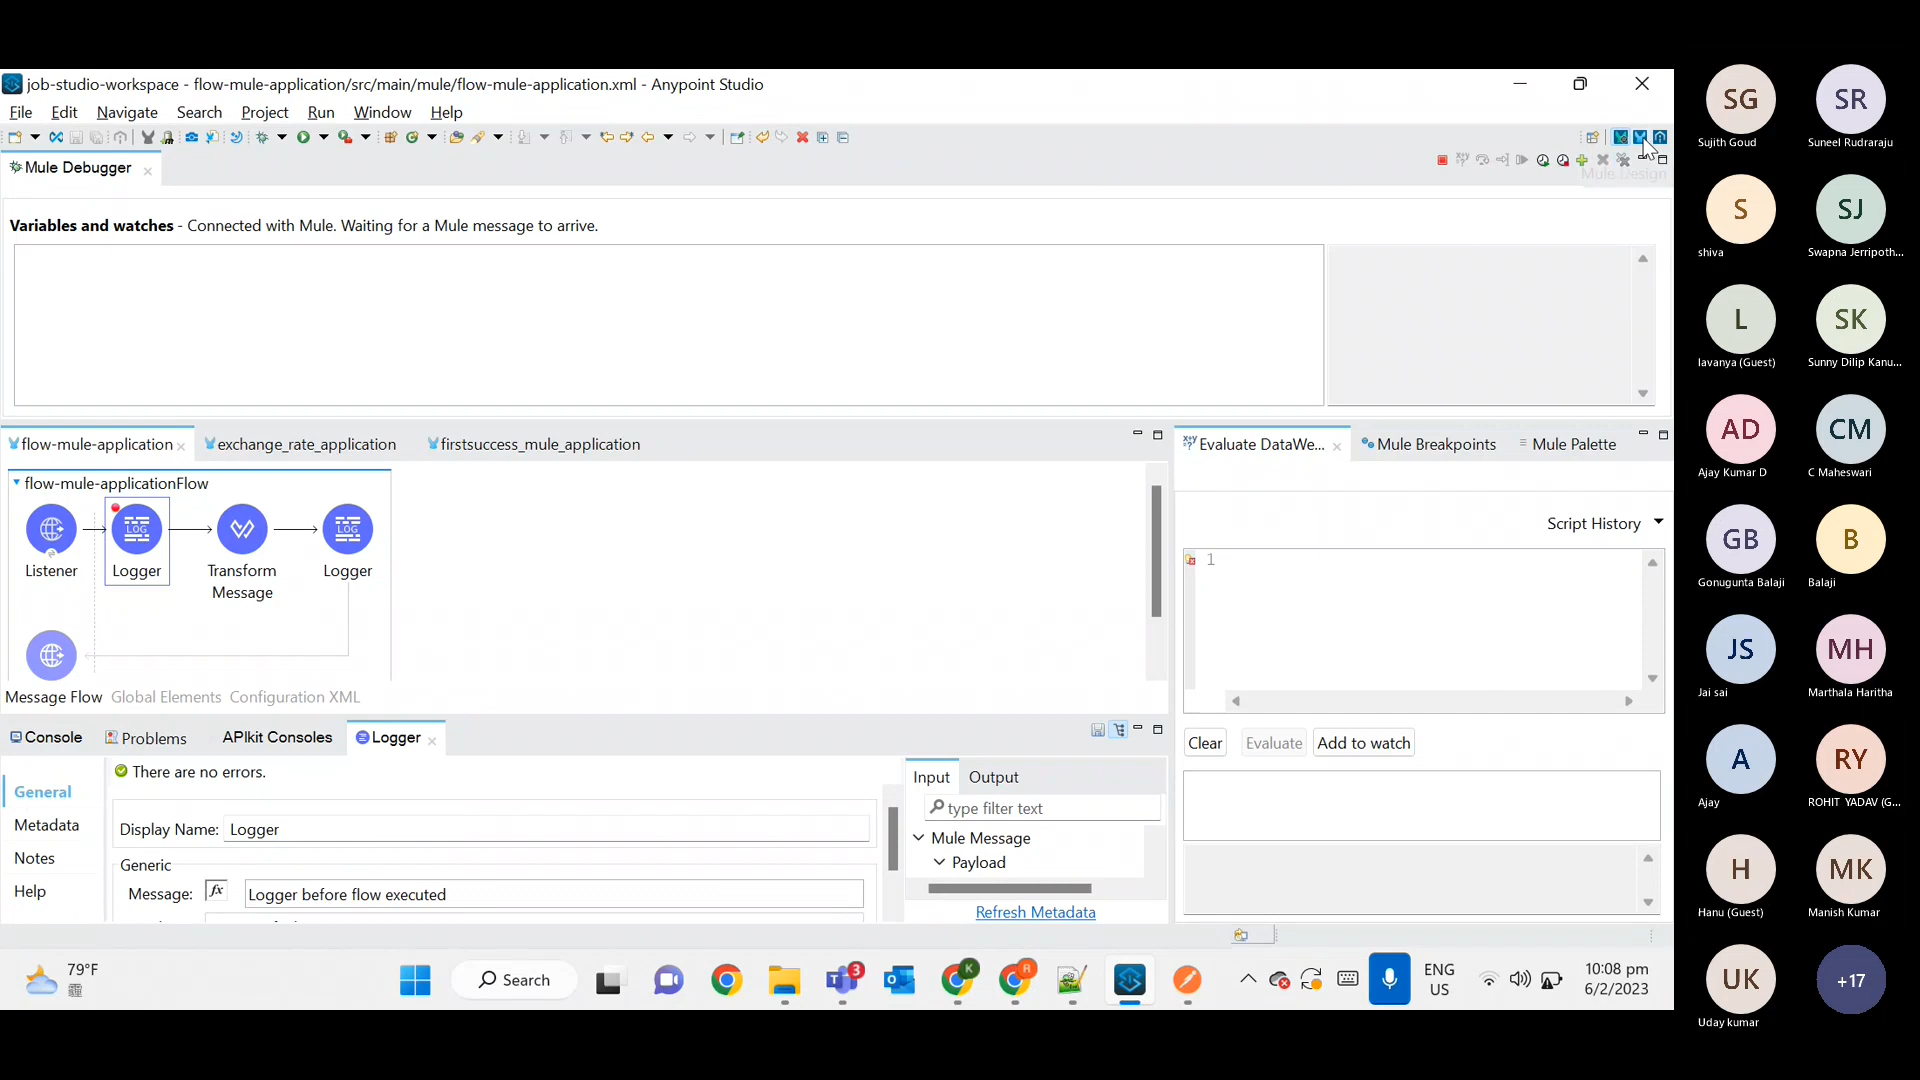 job-studio-workspace - flow-mule-application/src/main/mule/flow-mule-application.xml - Anypoint Studio
File Edit Navigate Search Project Run Window Help
Mule Debugger
Mule Design
Variables and watches - Connected with Mule. Waiting for a Mule message to arrive.
flow-mule-application exchange_rate_application firstsuccess_mule_application
flow-mule-applicationFlow
LOG LOG
Listener Logger Transform Message Logger
Message Flow Global Elements Configuration XML
Evaluate DataWe... Mule Breakpoints Mule Palette
Script History
1
Clear Evaluate Add to watch
Console Problems APIkit Consoles Logger
There are no errors.
General
Metadata
Notes
Help
Display Name: Logger
Generic
Message: fx Logger before flow executed
Input Output
type filter text
Mule Message
Payload
Refresh Metadata
79°F
Search
3
K
R
ENG
US
10:08 pm
6/2/2023
SG SR
Sujith Goud Suneel Rudraraju
S SJ
shiva Swapna Jerripoth...
L SK
lavanya (Guest) Sunny Dilip Kanu...
AD CM
Ajay Kumar D C Maheswari
GB B
Gonugunta Balaji Balaji
JS MH
Jai sai Marthala Haritha
A RY
Ajay ROHIT YADAV (G...
H MK
Hanu (Guest) Manish Kumar
UK +17
Uday kumar